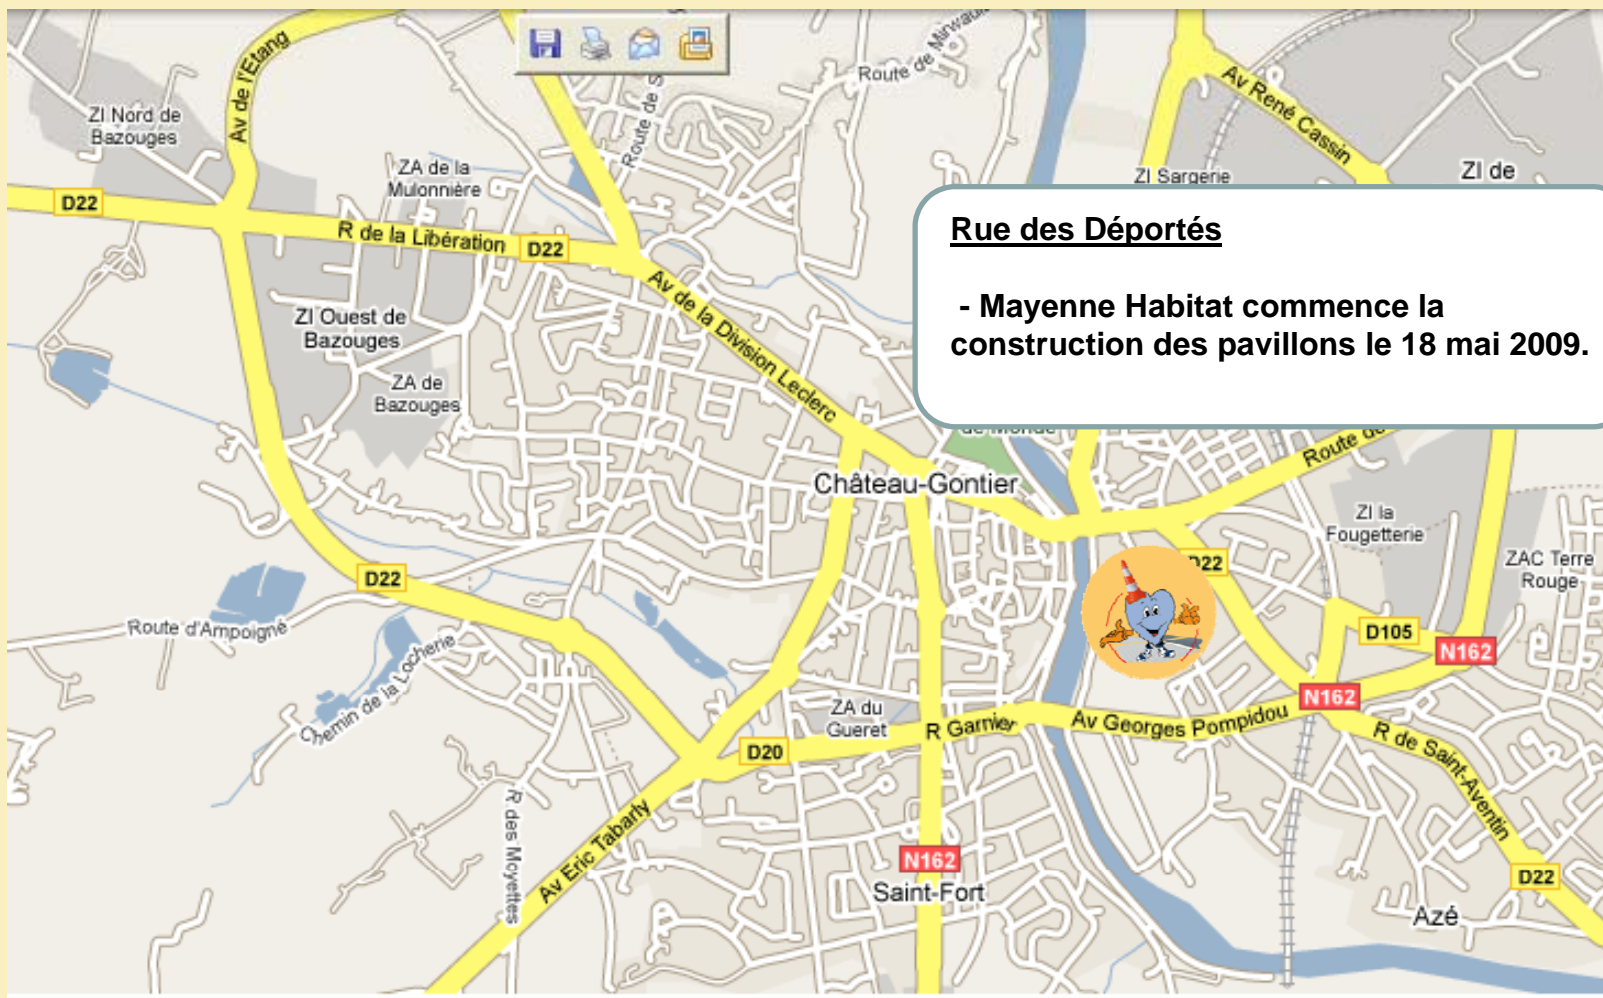 Av de l'Etang
ZI Nord de
Bazouges
Route de S
Route de Mirwault
Av René Cassin
ZI Sargerie
ZI de
ZA de la
Mulonnière
D22
R de la Libération
D22
Rue des Déportés
- Mayenne Habitat commence la
construction des pavillons le 18 mai 2009.
Av de la Division Leclerc
ZI Ouest de
Bazouges
ZA de
Bazouges
de Monde
Route de
Château-Gontier
ZI la
Fougetterie
ZAC Terre
Rouge
D22
D22
Route d'Ampoigné
Chemin de la Locherie
D105
N162
N162
ZA du
Gueret
R Garnier
Av Georges Pompidou
R de Saint-Aventin
D20
Av Eric Tabarly
R des Moyettes
N162
Saint-Fort
D22
Azé